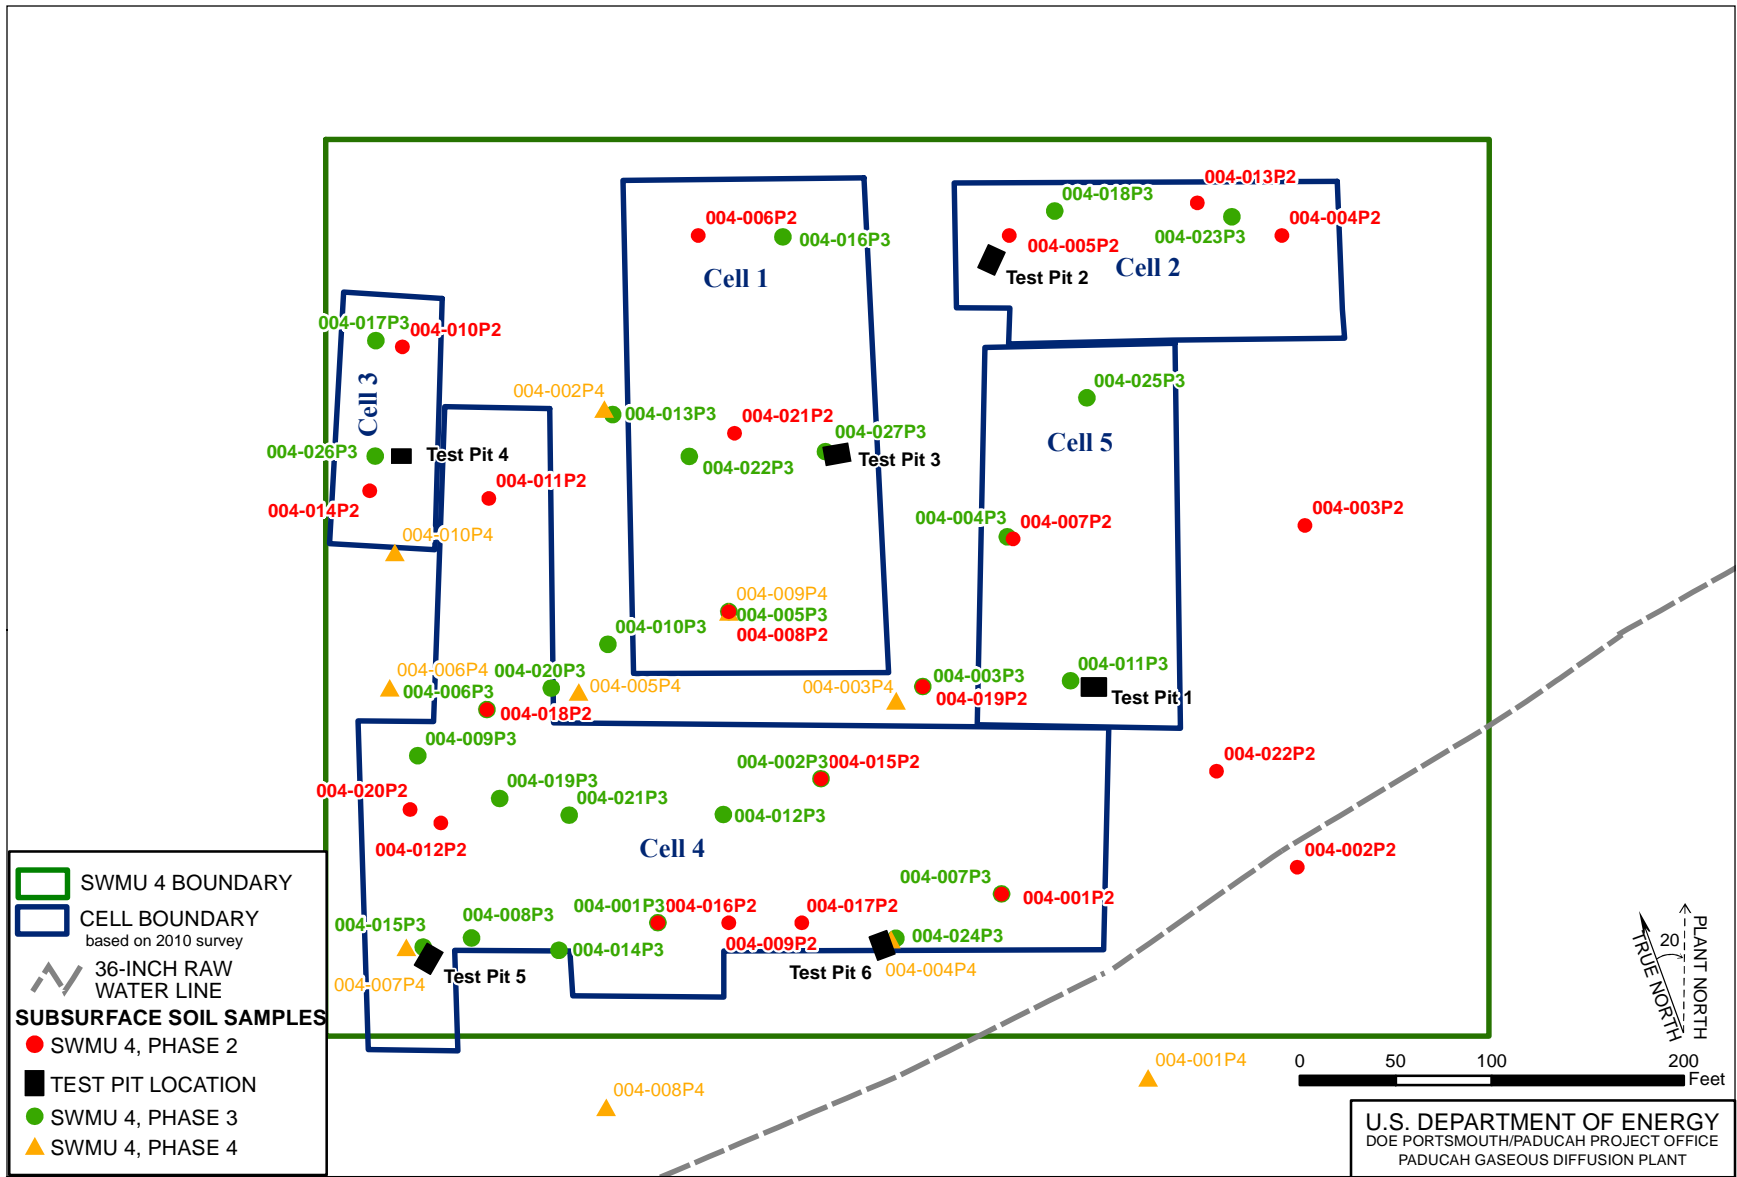 004-013P2
004-018P3
004-006P2
004-004P2
004-023P3
004-016P3
004-005P2
Cell 1
Cell 2
Test Pit 2
004-017P3
004-010P2
Cell 3
004-002P4
004-025P3
004-013P3
004-021P2
004-027P3
Cell 5
004-026P3
Test Pit 4
004-022P3
Test Pit 3
004-011P2
004-014P2
004-003P2
004-004P3
004-007P2
004-010P4
004-009P4
004-005P3
004-008P2
004-010P3
004-006P4
004-020P3
004-011P3
004-006P3
004-005P4
004-003P4
004-003P3
004-019P2
Test Pit 1
004-018P2
004-009P3
004-022P2
004-002P3
004-015P2
004-019P3
004-020P2
004-021P3
004-012P3
004-012P2
Cell 4
004-002P2
004-007P3
004-001P2
004-001P3
004-016P2
004-017P2
004-015P3
004-008P3
004-009P2
004-024P3
004-014P3
Test Pit 5
Test Pit 6
004-004P4
004-007P4
004-001P4
004-008P4
SWMU 4 BOUNDARY
CELL BOUNDARY
based on 2010 survey
36-INCH RAW
WATER LINE
SUBSURFACE SOIL SAMPLES
SWMU 4, PHASE 2
TEST PIT LOCATION
SWMU 4, PHASE 3
SWMU 4, PHASE 4
TRUE NORTH
20
PLANT NORTH
0 50 100 200
Feet
U.S. DEPARTMENT OF ENERGY
DOE PORTSMOUTH/PADUCAH PROJECT OFFICE
PADUCAH GASEOUS DIFFUSION PLANT